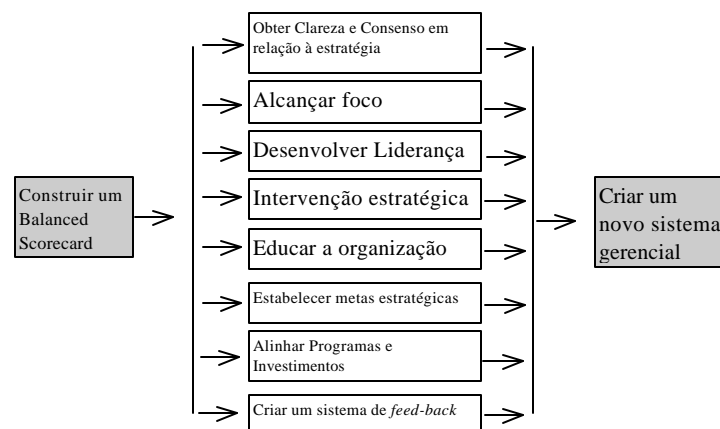 Construir um
Balanced
Scorecard
Obter Clareza e Consenso em
relação à estratégia
Alcançar foco
Desenvolver Liderança
Intervenção estratégica
Educar a organização
Estabelecer metas estratégicas
Alinhar Programas e
Investimentos
Criar um sistema de feed-back
Criar um
novo sistema
gerencial